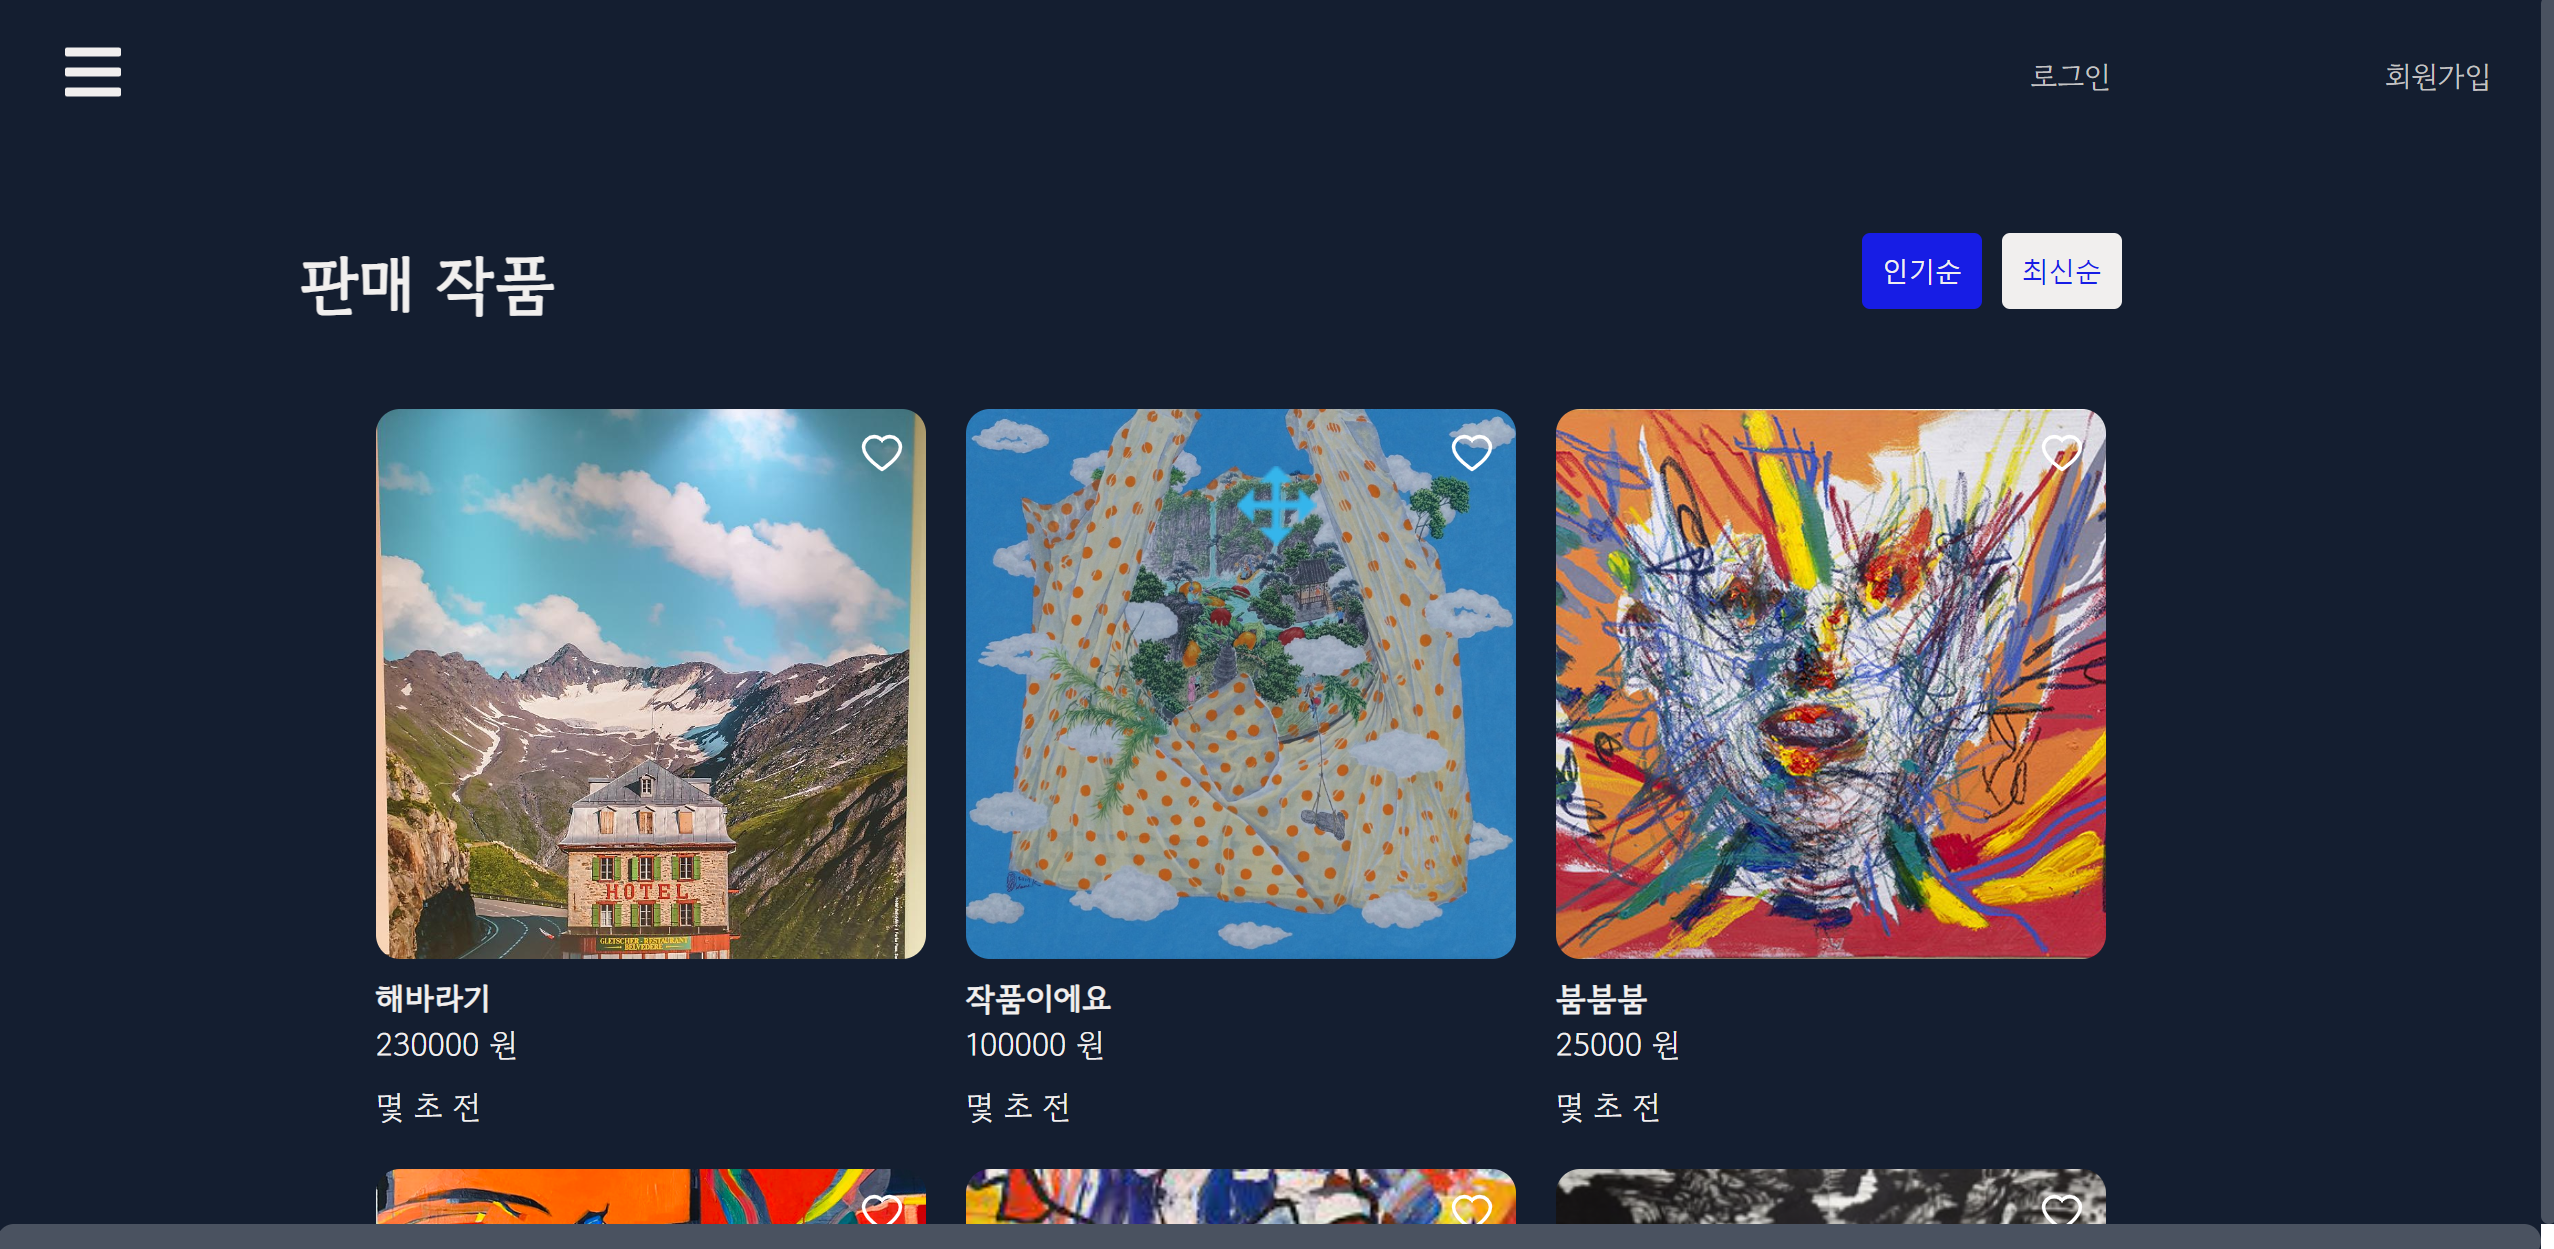 로그인
회원가입
판매 작품
인기순
최신순
HOTEL
GLETSCHER-RESTAURANT
BELVEDERE
해바라기
230000 원
몇 초 전
작품이에요
100000 원
몇 초 전
붐붐붐
25000 원
몇 초 전